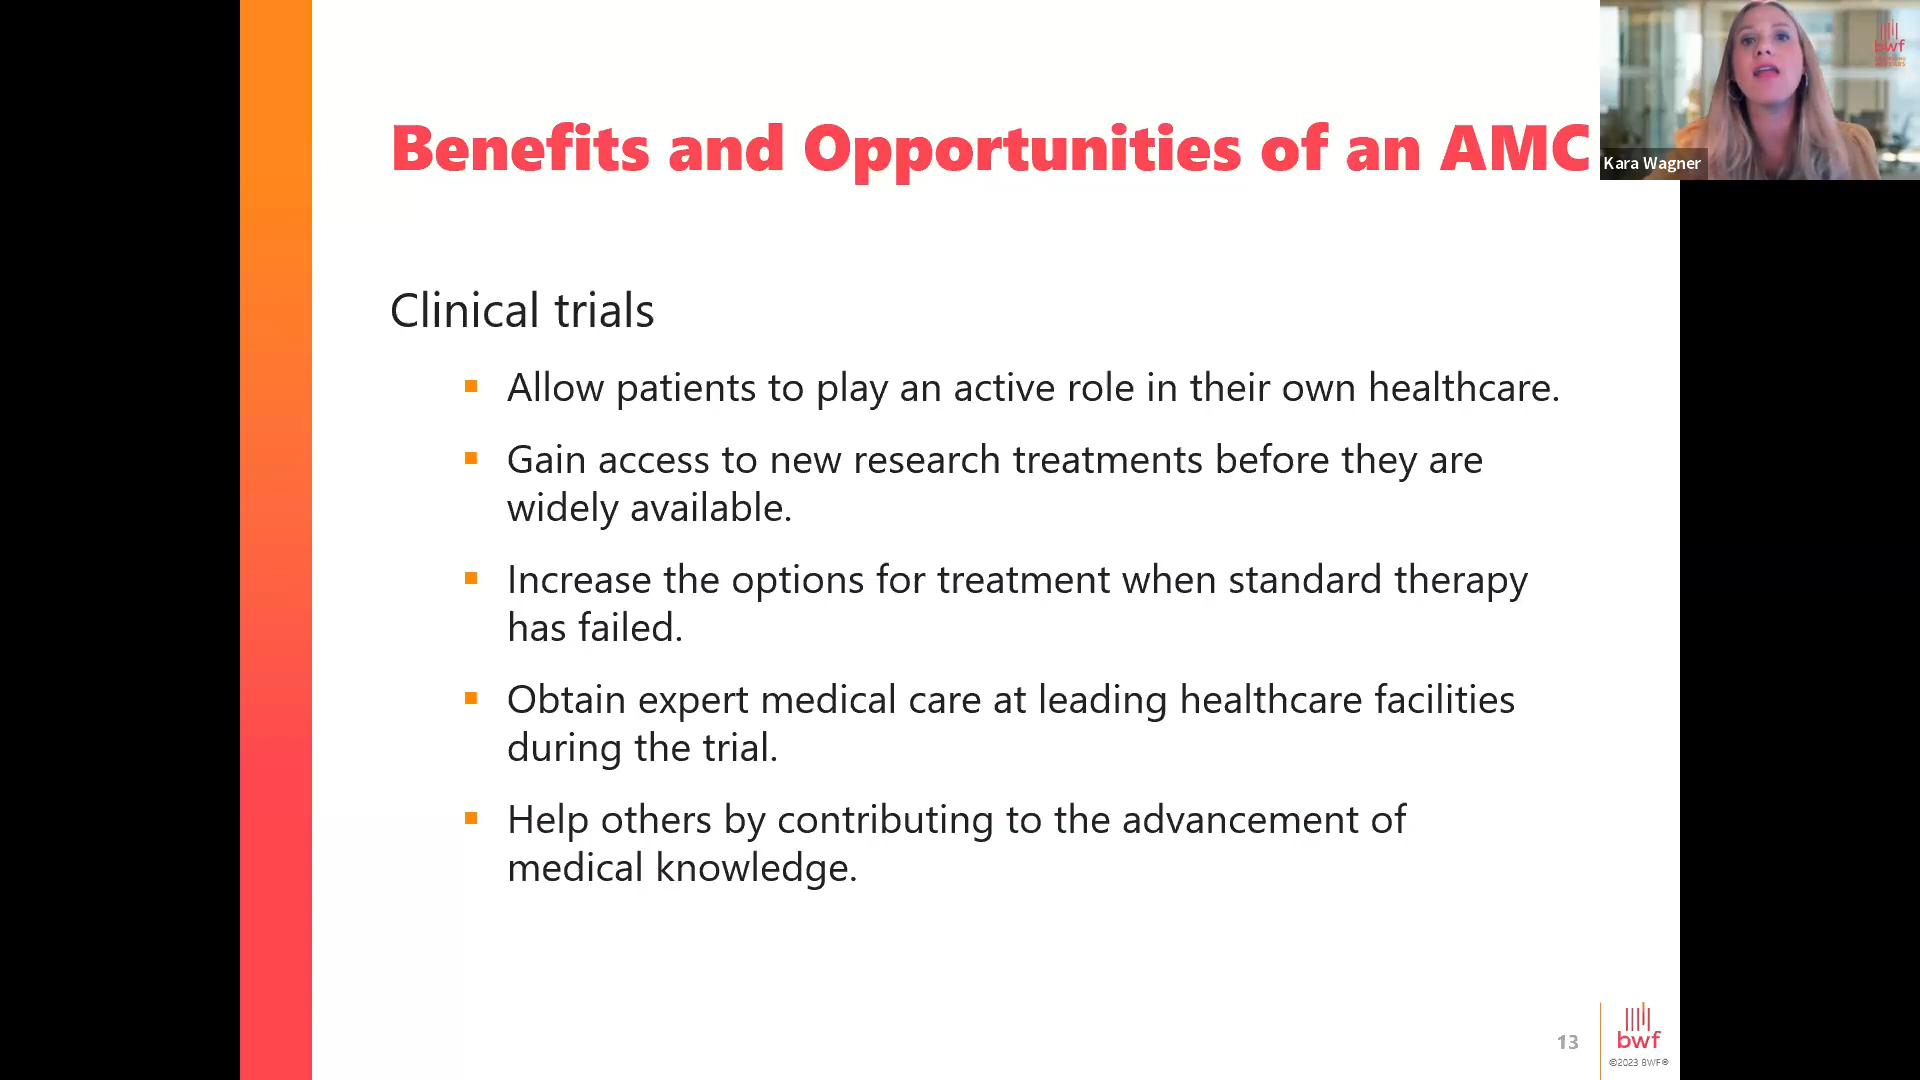 Benefits and Opportunities of an AMC
bwf
Kara Wagner
Clinical trials
Allow patients to play an active role in their own healthcare.
Gain access to new research treatments before they are
widely available.
Increase the options for treatment when standard therapy
has failed.
Obtain expert medical care at leading healthcare facilities
during the trial.
Help others by contributing to the advancement of
medical knowledge.
13
bwf
©2023 BWF®